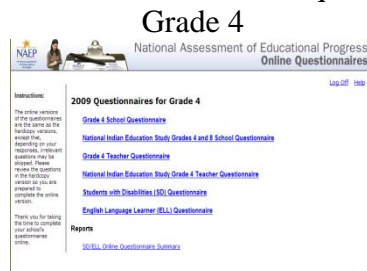 Grade 4
NAEP
National Assessment of Educational Progress
Online Questionnaires
Log Off Help
Instructions:
The online versions
of the questionnaires
are the same as the
hardcopy versions,
except that,
depending on your
responses, irrelevant
questions may be
skipped. Please
review the questions
in the hardcopy
version so you are
prepared to
complete the online
version.
Thank you for taking
the time to complete
your school's
questionnaires
online.
2009 Questionnaires for Grade 4
Grade 4 School Questionnaire
National Indian Education Study Grades 4 and 8 School Questionnaire
Grade 4 Teacher Questionnaire
National Indian Education Study Grade 4 Teacher Questionnaire
Students with Disabilities (SD) Questionnaire
English Language Learner (ELL) Questionnaire
Reports
SD/ELL Online Questionnaire Summary